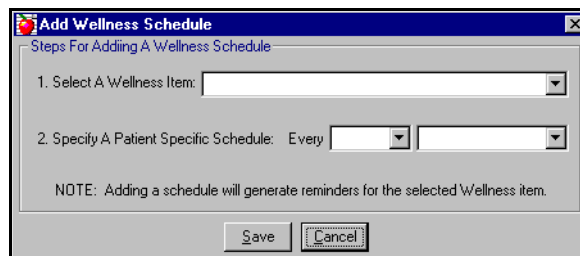 Add Wellness Schedule
Steps For Addiing A Wellness Schedule
1. Select A Wellness Item:
2. Specify A Patient Specific Schedule: Every
NOTE: Adding a schedule will generate reminders for the selected Wellness item.
Save Cancel